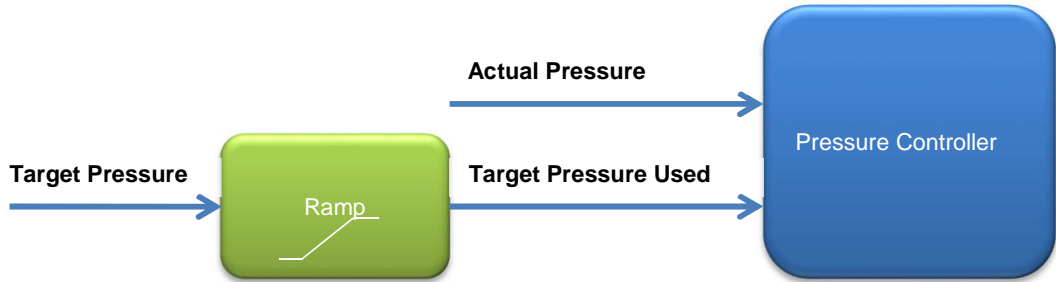 Actual Pressure
Pressure Controller
Target Pressure
Target Pressure Used
Ramp